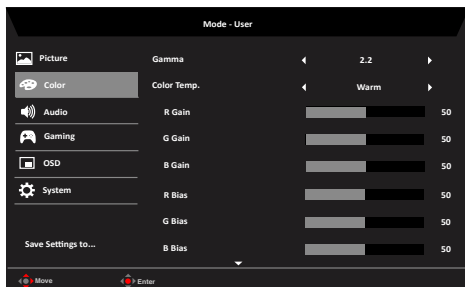 Mode - User
Picture
Gamma 2.2
Color
Color Temp. Warm
Audio
R Gain 50
Gaming
G Gain 50
OSD
B Gain 50
System
R Bias 50
G Bias 50
Save Settings to...
B Bias 50
Move Enter